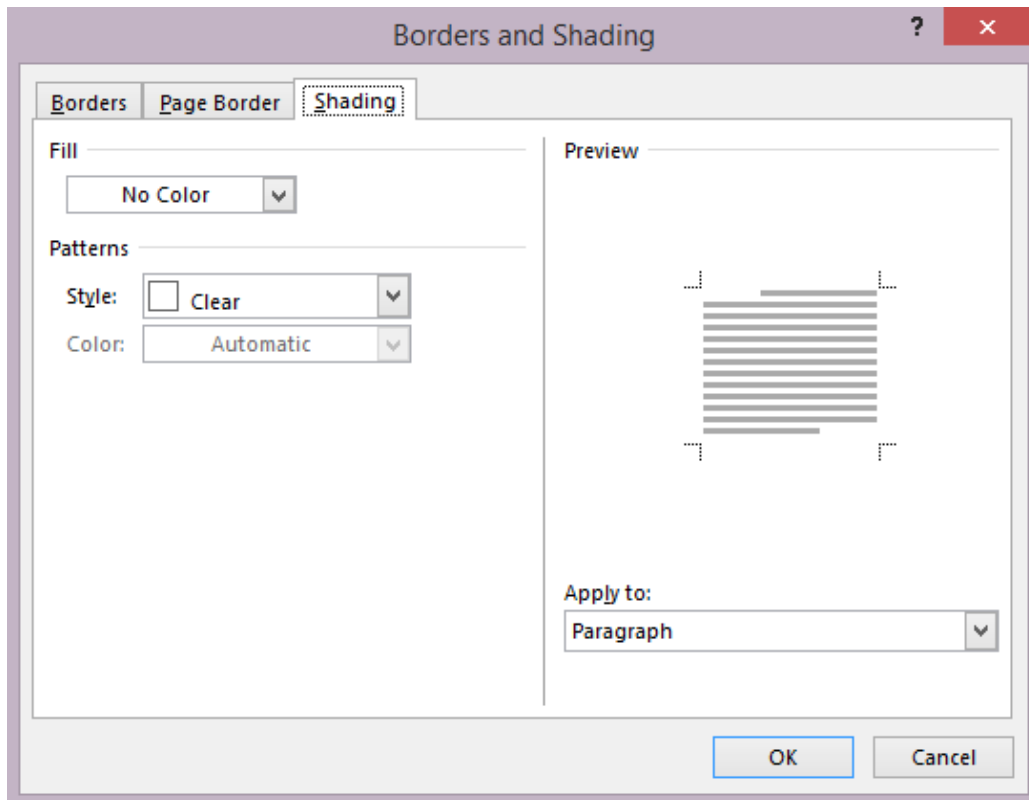 Borders and Shading
?
Borders Page Border Shading
Fill
No Color
Patterns
Style: Clear
Color: Automatic
Preview
Apply to:
Paragraph
OK Cancel